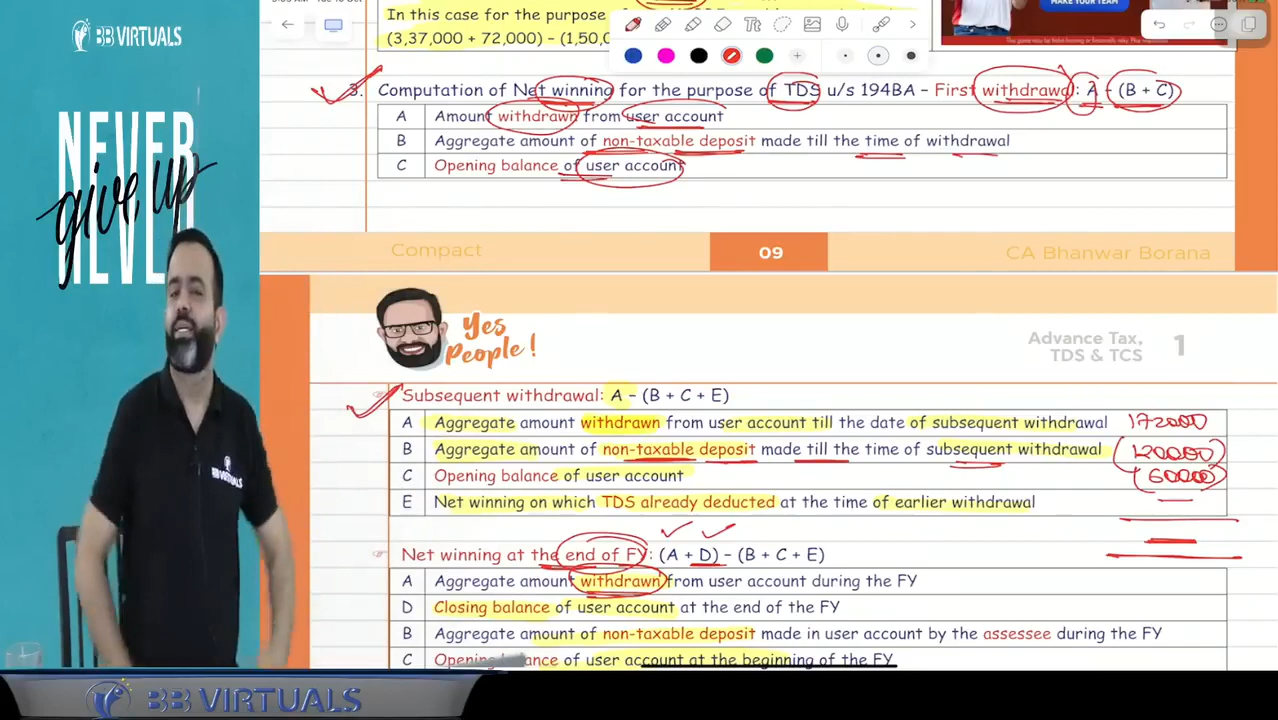 BB VIRTUALS
NEVER
give up
NEVER
In this case for the purpose
(3,37,000 + 72,000) – (1,50,0
MAKE YOUR TEAM
3. Computation of Net winning for the purpose of TDS u/s 194BA – First withdrawal: A – (B + C)
A Amount withdrawn from user account
B Aggregate amount of non-taxable deposit made till the time of withdrawal
C Opening balance of user account
Compact 09 CA Bhanwar Borana
Yes
People!
Advance Tax,
TDS & TCS 1
Subsequent withdrawal: A – (B + C + E)
A Aggregate amount withdrawn from user account till the date of subsequent withdrawal 172000
B Aggregate amount of non-taxable deposit made till the time of subsequent withdrawal 120000
C Opening balance of user account 60000
E Net winning on which TDS already deducted at the time of earlier withdrawal
Net winning at the end of FY: (A + D) – (B + C + E)
A Aggregate amount withdrawn from user account during the FY
D Closing balance of user account at the end of the FY
B Aggregate amount of non-taxable deposit made in user account by the assessee during the FY
C Opening balance of user account at the beginning of the FY
BB VIRTUALS
BB VIRTUALS